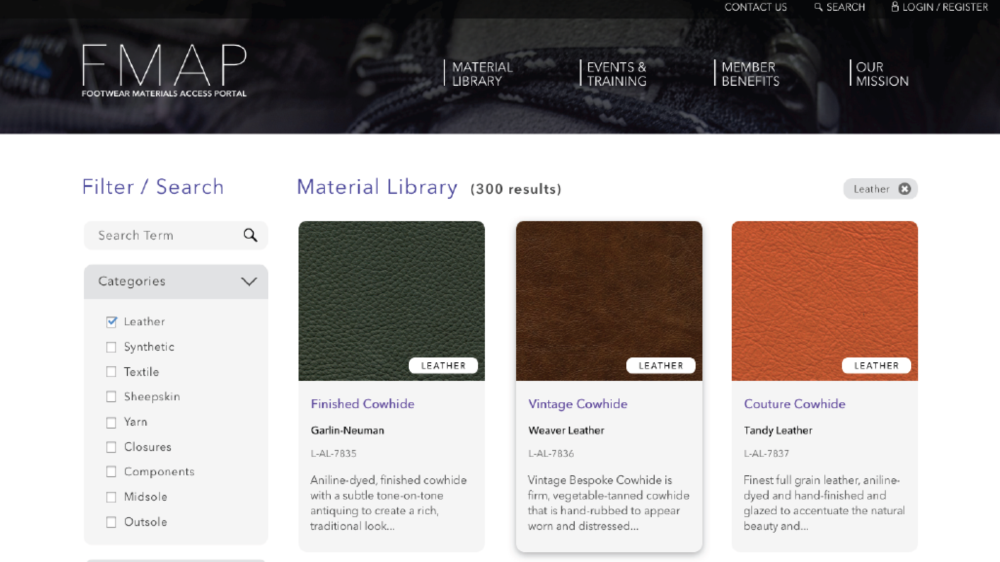 CONTACT US
SEARCH
LOGIN / REGISTER
FMAP
FOOTWEAR MATERIALS ACCESS PORTAL
MATERIAL
LIBRARY
EVENTS &
TRAINING
MEMBER
BENEFITS
OUR
MISSION
Filter / Search
Search Term
Categories
Leather
Synthetic
Textile
Sheepskin
Yarn
Closures
Components
Midsole
Outsole
Material Library (300 results)
Leather
LEATHER
Finished Cowhide
Garlin-Neuman
L-AL-7835
Aniline-dyed, finished cowhide
with a subtle tone-on-tone
antiquing to create a rich,
traditional look...
LEATHER
Vintage Cowhide
Weaver Leather
L-AL-7836
Vintage Bespoke Cowhide is
firm, vegetable-tanned cowhide
that is hand-rubbed to appear
worn and distressed...
LEATHER
Couture Cowhide
Tandy Leather
L-AL-7837
Finest full grain leather, aniline-
dyed and hand-finished and
glazed to accentuate the natural
beauty and...